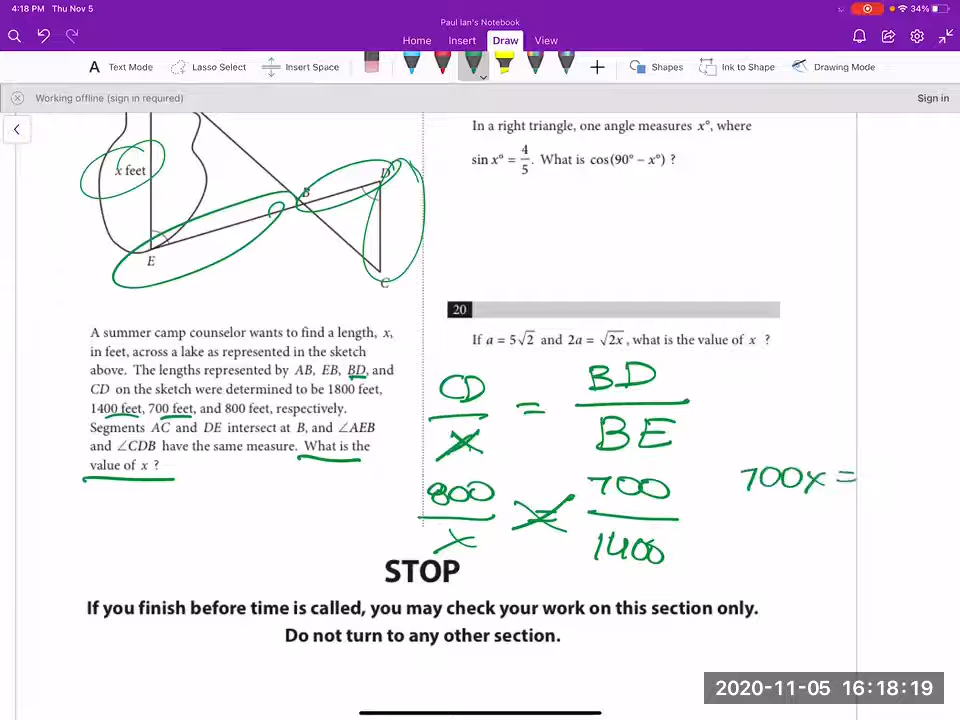 4:18 PM Thu Nov 5
34%
Paul Ian's Notebook
Home Insert Draw View
A Text Mode Lasso Select Insert Space Shapes Ink to Shape Drawing Mode
Working offline (sign in required) Sign in
x feet
B
D
E
C
A summer camp counselor wants to find a length, x,
in feet, across a lake as represented in the sketch
above. The lengths represented by AB, EB, BD, and
CD on the sketch were determined to be 1800 feet,
1400 feet, 700 feet, and 800 feet, respectively.
Segments AC and DE intersect at B, and ∠AEB
and ∠CDB have the same measure. What is the
value of x ?
In a right triangle, one angle measures x°, where
sin x° = 4/5. What is cos(90° − x°) ?
20
If a = 5√2 and 2a = √2x, what is the value of x ?
CD/x = BD/BE
800/x = 700/1400
700x =
STOP
If you finish before time is called, you may check your work on this section only.
Do not turn to any other section.
2020-11-05 16:18:19